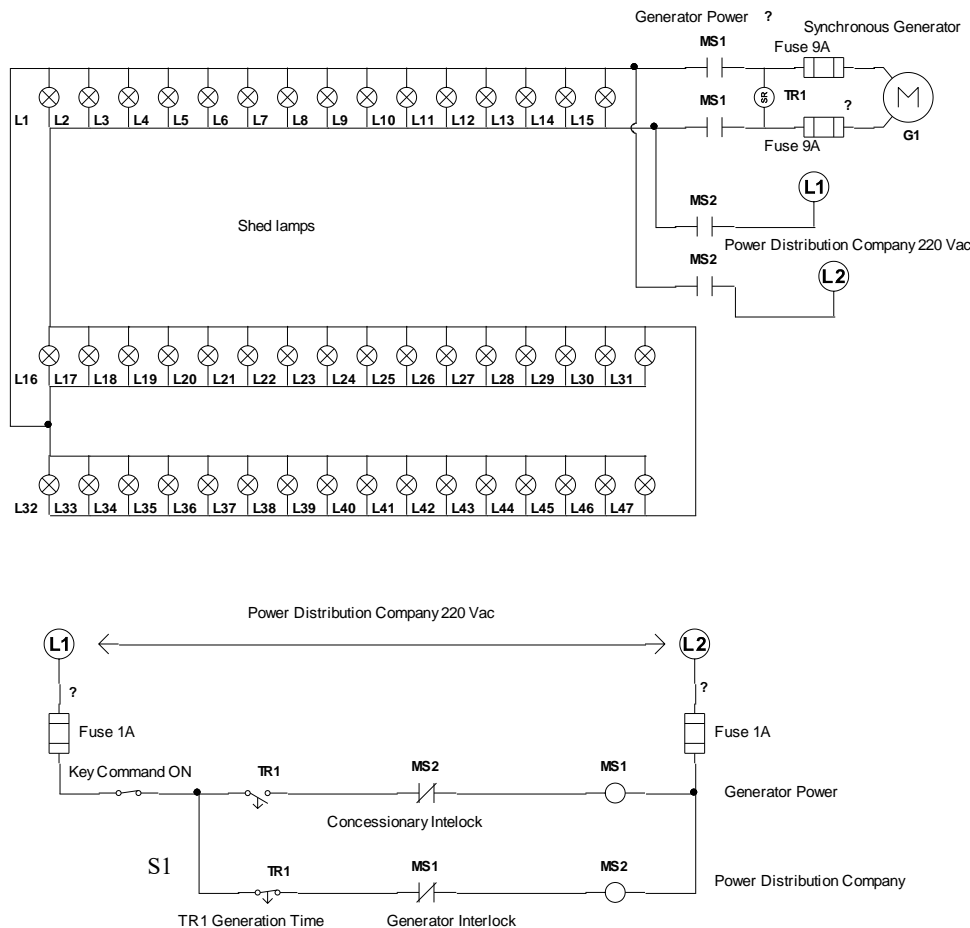 Generator Power ?
Synchronous Generator
MS1
Fuse 9A
L1 L2 L3 L4 L5 L6 L7 L8 L9 L10 L11 L12 L13 L14 L15
MS1
SR
TR1
?
M
G1
Fuse 9A
L1
MS2
Shed lamps
Power Distribution Company 220 Vac
MS2
L2
L16 L17 L18 L19 L20 L21 L22 L23 L24 L25 L26 L27 L28 L29 L30 L31
L32 L33 L34 L35 L36 L37 L38 L39 L40 L41 L42 L43 L44 L45 L46 L47
Power Distribution Company 220 Vac
L1
L2
?
?
Fuse 1A
Fuse 1A
Key Command ON
TR1
MS2
MS1
Generator Power
Concessionary Intelock
S1
TR1
MS1
MS2
Power Distribution Company
TR1 Generation Time
Generator Interlock